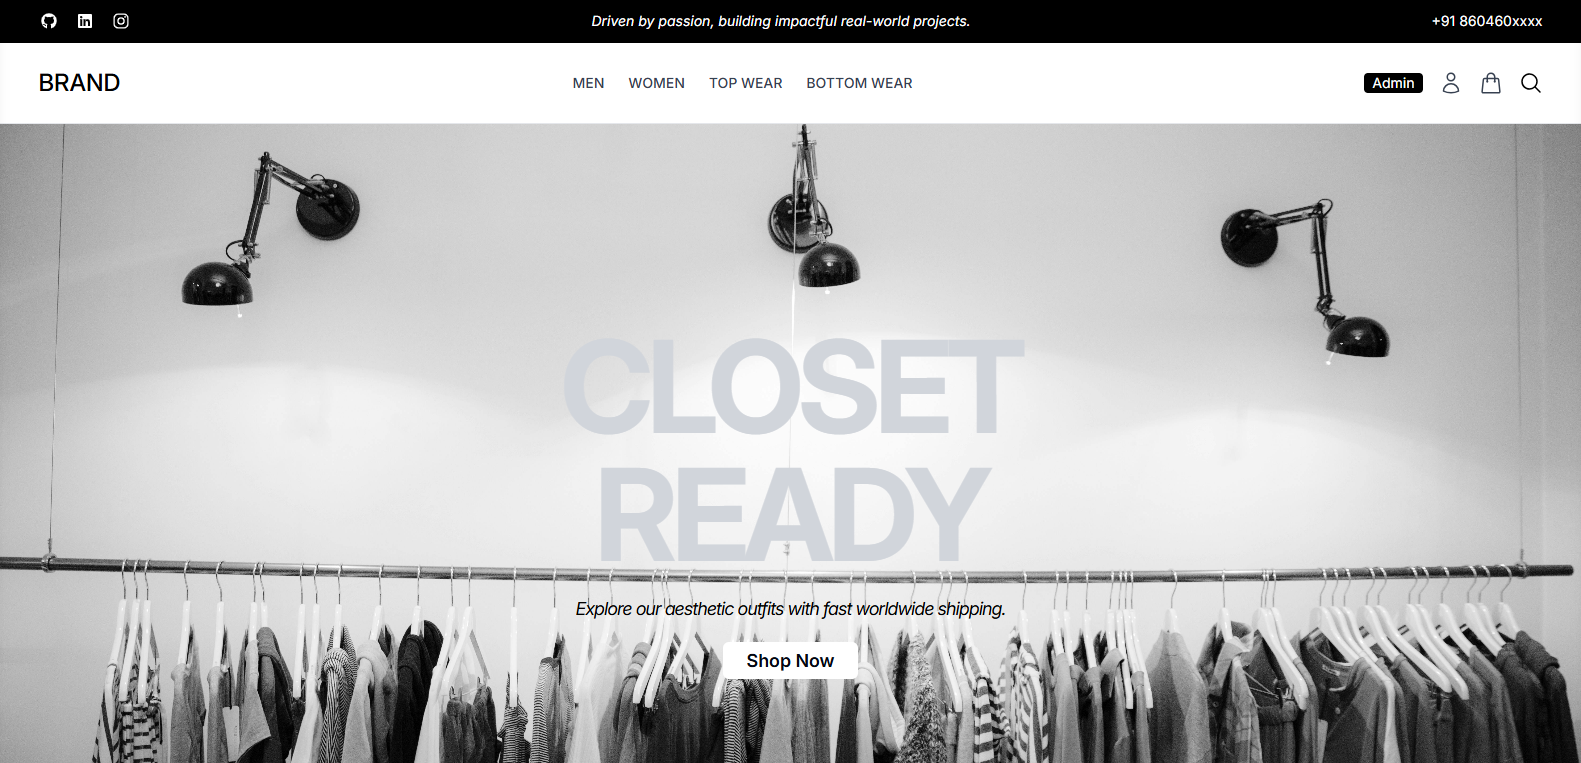 Driven by passion, building impactful real-world projects.
+91 860460xxxx
BRAND
MEN WOMEN TOP WEAR BOTTOM WEAR
Admin
CLOSET
READY
Explore our aesthetic outfits with fast worldwide shipping.
Shop Now